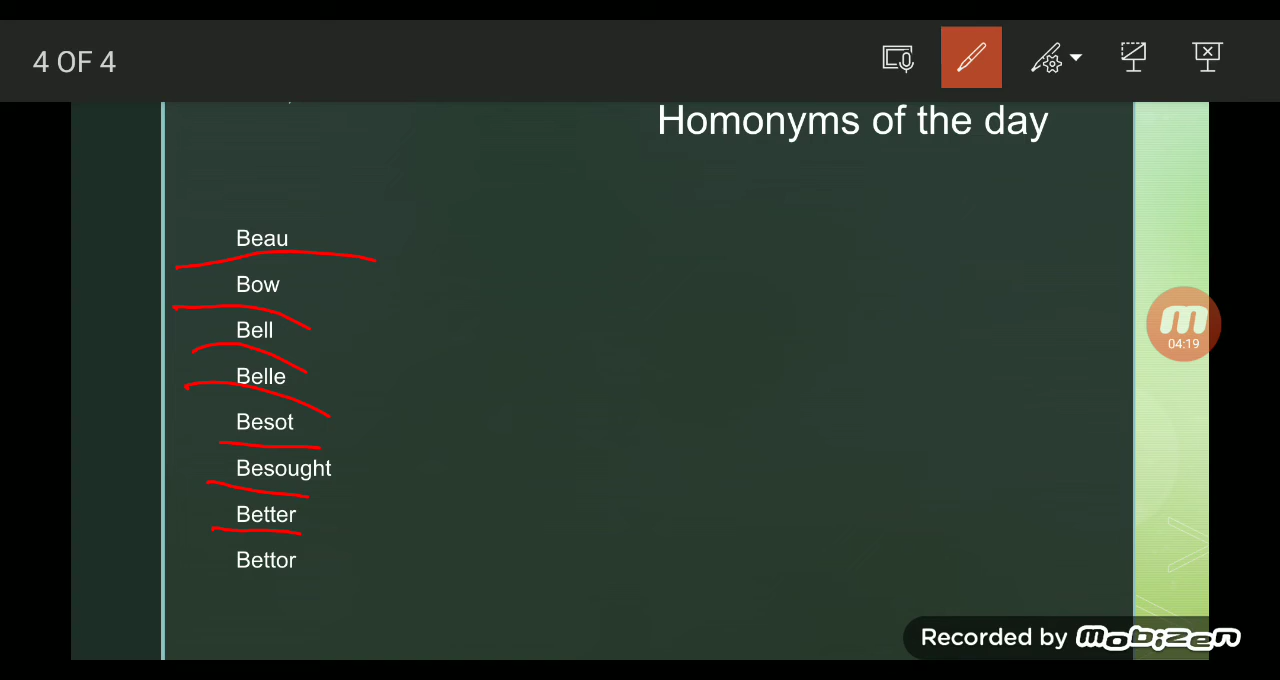 4 OF 4
Homonyms of the day
Beau
Bow
Bell
Belle
Besot
Besought
Better
Bettor
04:19
Recorded by mobizen